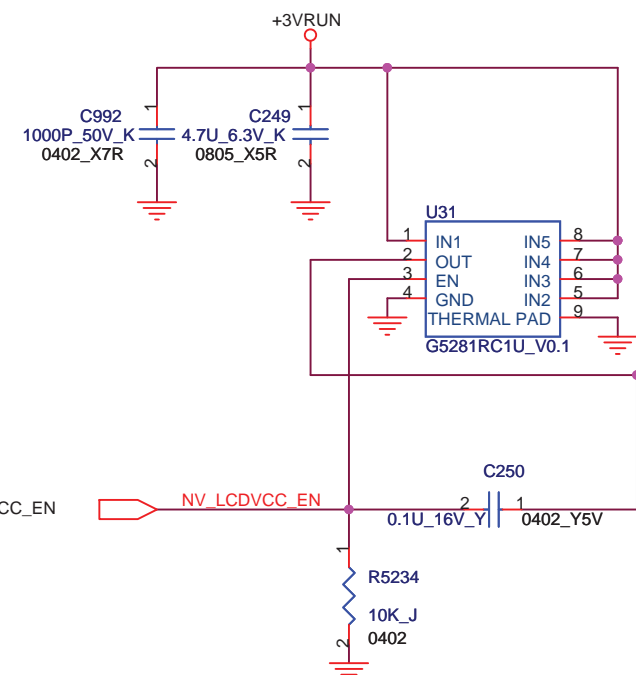 +3VRUN
1
C992
1000P_50V_K
0402_X7R
2
1
C249
4.7U_6.3V_K
0805_X5R
2
U31
1 IN1 IN5 8
2 OUT IN4 7
3 EN IN3 6
4 GND IN2 5
THERMAL PAD 9
G5281RC1U_V0.1
CC_EN
NV_LCDVCC_EN
C250
2 1
0.1U_16V_Y 0402_Y5V
1
R5234
10K_J
0402
2